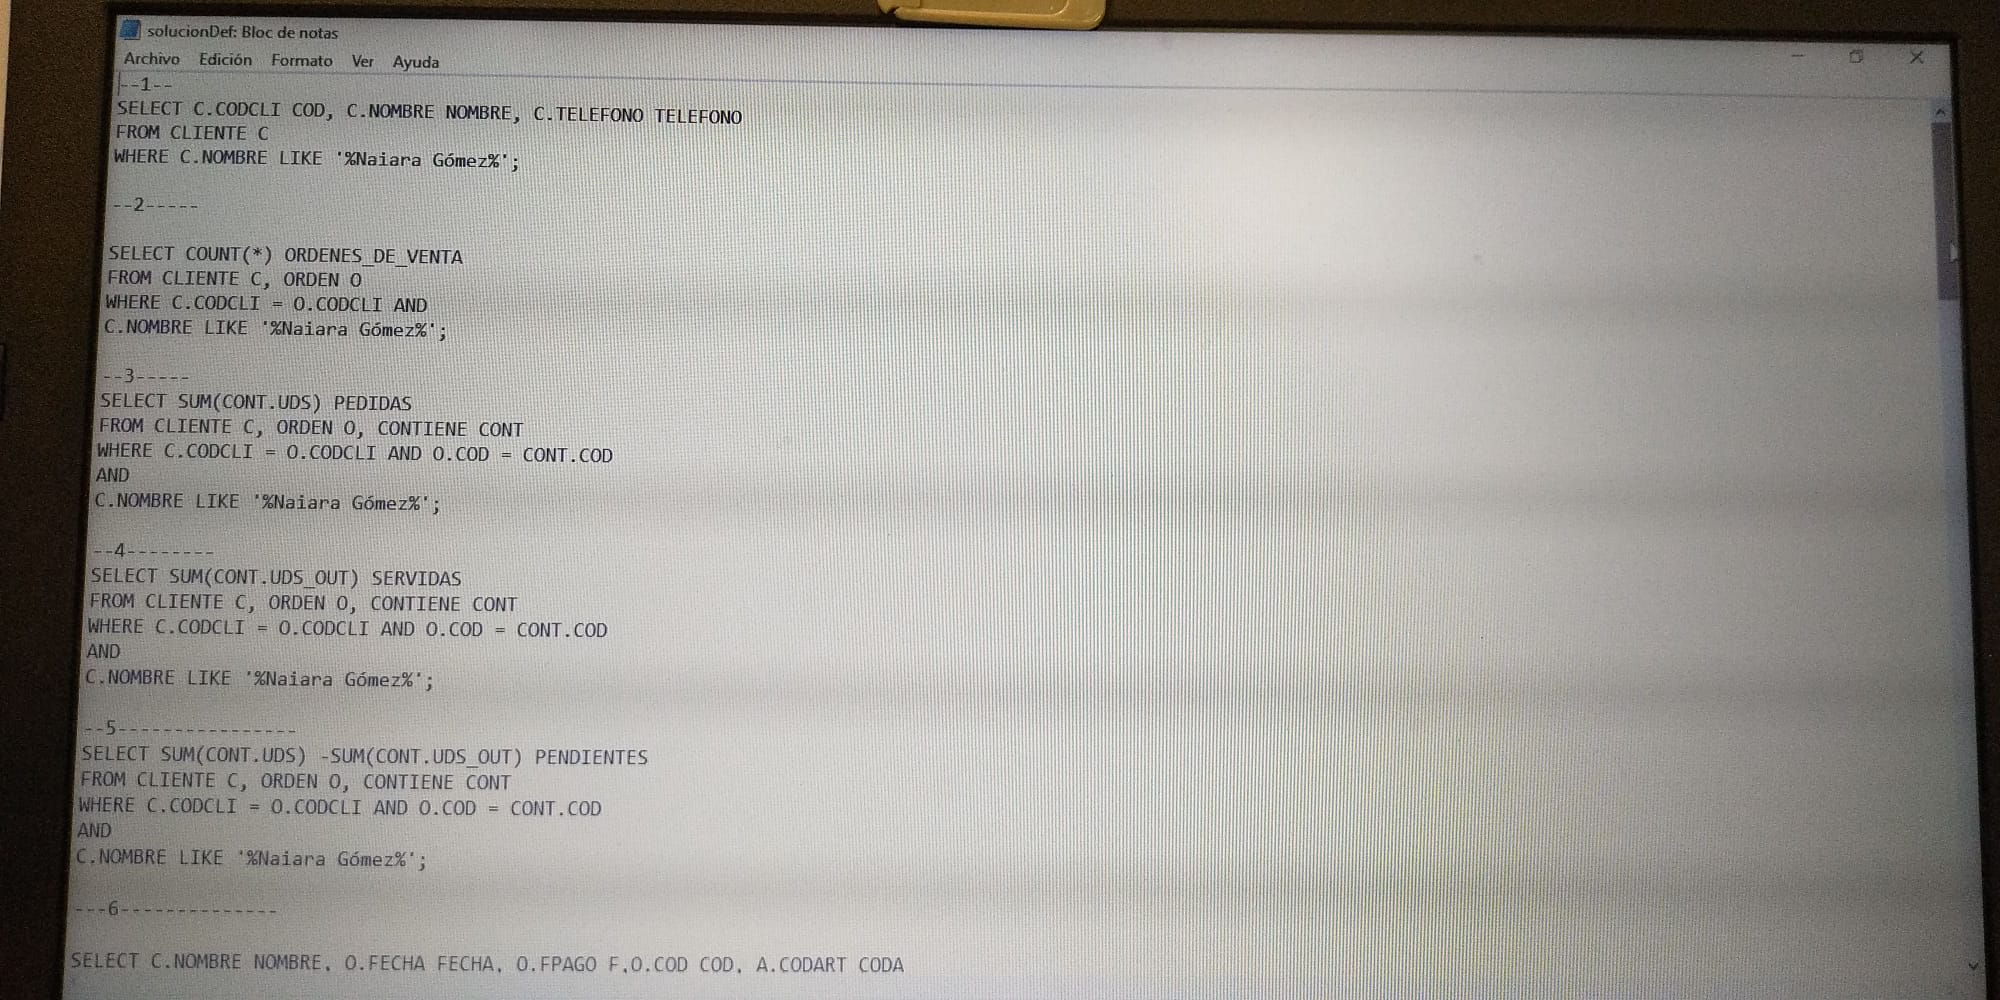 solucionDef: Bloc de notas
Archivo Edición Formato Ver Ayuda
--1--
SELECT C.CODCLI COD, C.NOMBRE NOMBRE, C.TELEFONO TELEFONO
FROM CLIENTE C
WHERE C.NOMBRE LIKE '%Naiara Gómez%';
--2-----
SELECT COUNT(*) ORDENES_DE_VENTA
FROM CLIENTE C, ORDEN O
WHERE C.CODCLI = O.CODCLI AND
C.NOMBRE LIKE '%Naiara Gómez%';
--3-----
SELECT SUM(CONT.UDS) PEDIDAS
FROM CLIENTE C, ORDEN O, CONTIENE CONT
WHERE C.CODCLI = O.CODCLI AND O.COD = CONT.COD
AND
C.NOMBRE LIKE '%Naiara Gómez%';
--4--------
SELECT SUM(CONT.UDS_OUT) SERVIDAS
FROM CLIENTE C, ORDEN O, CONTIENE CONT
WHERE C.CODCLI = O.CODCLI AND O.COD = CONT.COD
AND
C.NOMBRE LIKE '%Naiara Gómez%';
--5----------------
SELECT SUM(CONT.UDS) -SUM(CONT.UDS_OUT) PENDIENTES
FROM CLIENTE C, ORDEN O, CONTIENE CONT
WHERE C.CODCLI = O.CODCLI AND O.COD = CONT.COD
AND
C.NOMBRE LIKE '%Naiara Gómez%';
---6--------------
SELECT C.NOMBRE NOMBRE, O.FECHA FECHA, O.FPAGO F,O.COD COD, A.CODART CODA